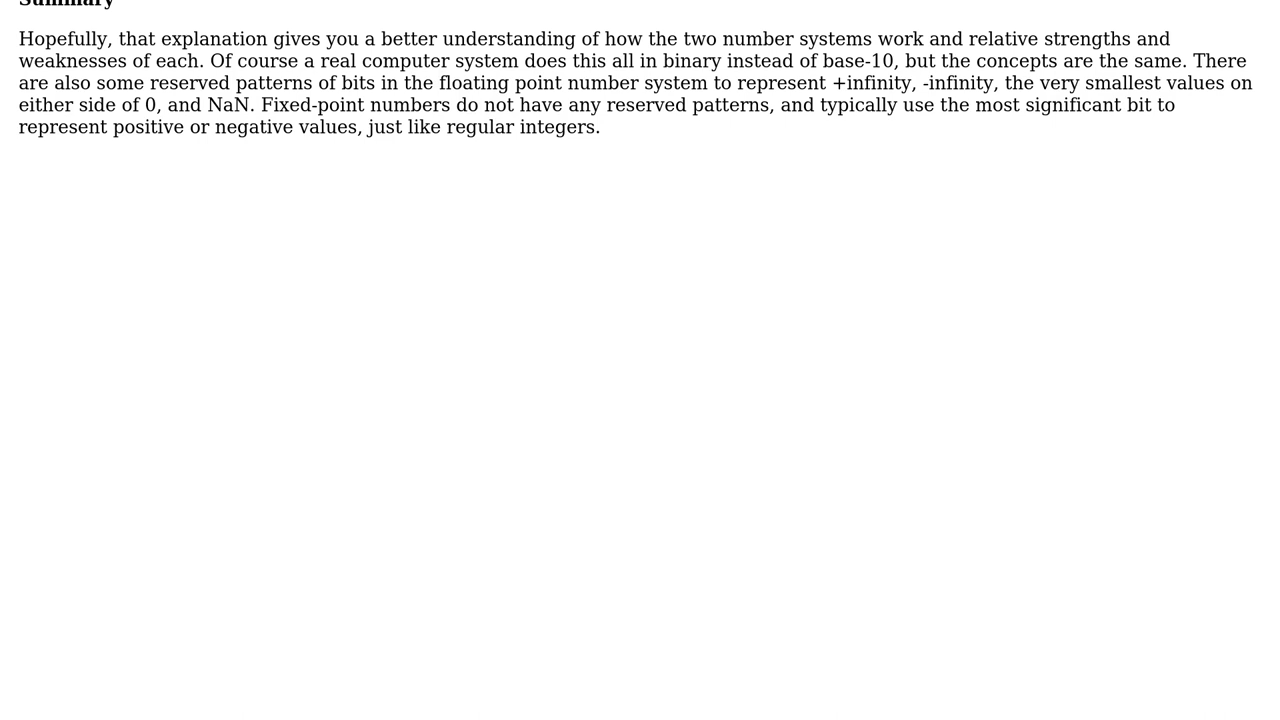 Summary
Hopefully, that explanation gives you a better understanding of how the two number systems work and relative strengths and
weaknesses of each. Of course a real computer system does this all in binary instead of base-10, but the concepts are the same. There
are also some reserved patterns of bits in the floating point number system to represent +infinity, -infinity, the very smallest values on
either side of 0, and NaN. Fixed-point numbers do not have any reserved patterns, and typically use the most significant bit to
represent positive or negative values, just like regular integers.